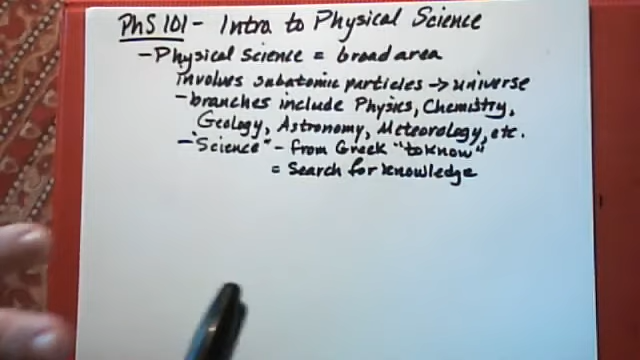 PhS 101 - Intra to Physical Science
- Physical Science = broad area
involves subatomic particles → universe
- branches include Physics, Chemistry,
Geology, Astronomy, Meteorology, etc.
- "Science" - from Greek "to know"
= Search for knowledge